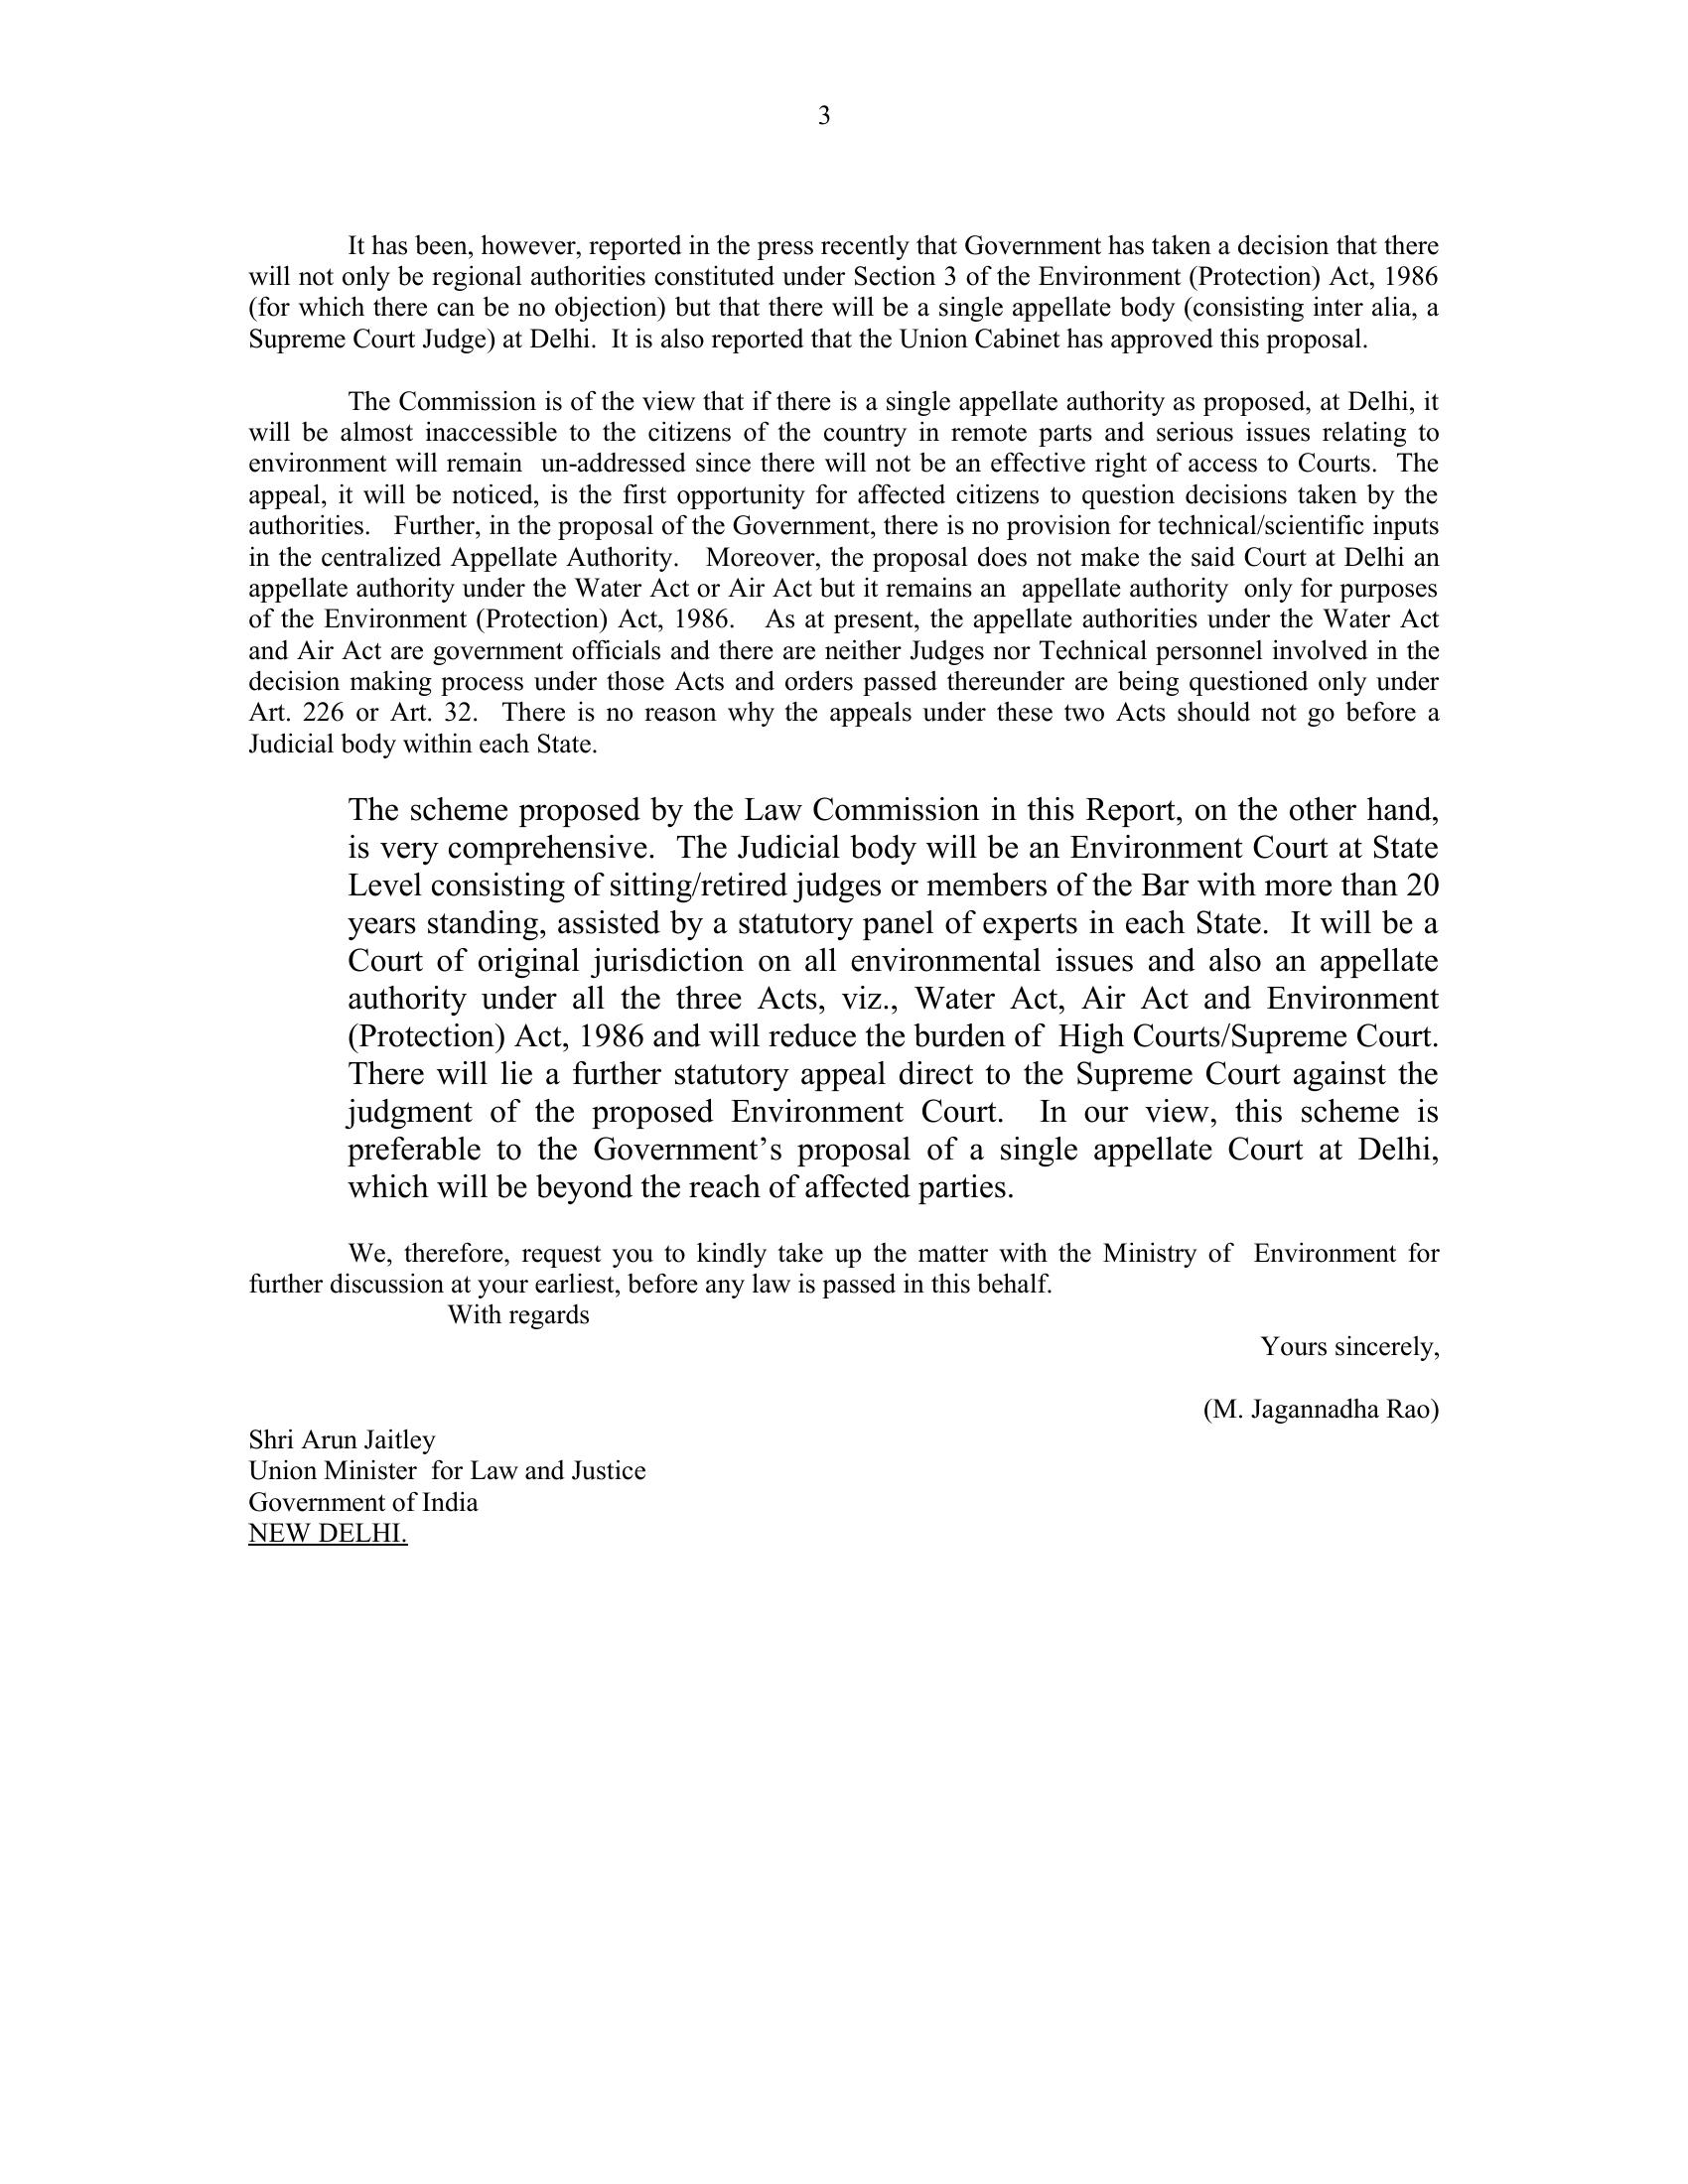 3
It has been, however, reported in the press recently that Government has taken a decision that there
will not only be regional authorities constituted under Section 3 of the Environment (Protection) Act, 1986
(for which there can be no objection) but that there will be a single appellate body (consisting inter alia, a
Supreme Court Judge) at Delhi.  It is also reported that the Union Cabinet has approved this proposal.
The Commission is of the view that if there is a single appellate authority as proposed, at Delhi, it
will be almost inaccessible to the citizens of the country in remote parts and serious issues relating to
environment will remain  un-addressed since there will not be an effective right of access to Courts.  The
appeal, it will be noticed, is the first opportunity for affected citizens to question decisions taken by the
authorities.   Further, in the proposal of the Government, there is no provision for technical/scientific inputs
in the centralized Appellate Authority.   Moreover, the proposal does not make the said Court at Delhi an
appellate authority under the Water Act or Air Act but it remains an  appellate authority  only for purposes
of the Environment (Protection) Act, 1986.   As at present, the appellate authorities under the Water Act
and Air Act are government officials and there are neither Judges nor Technical personnel involved in the
decision making process under those Acts and orders passed thereunder are being questioned only under
Art. 226 or Art. 32.  There is no reason why the appeals under these two Acts should not go before a
Judicial body within each State.
The scheme proposed by the Law Commission in this Report, on the other hand,
is very comprehensive.  The Judicial body will be an Environment Court at State
Level consisting of sitting/retired judges or members of the Bar with more than 20
years standing, assisted by a statutory panel of experts in each State.  It will be a
Court of original jurisdiction on all environmental issues and also an appellate
authority under all the three Acts, viz., Water Act, Air Act and Environment
(Protection) Act, 1986 and will reduce the burden of  High Courts/Supreme Court.
There will lie a further statutory appeal direct to the Supreme Court against the
judgment of the proposed Environment Court.  In our view, this scheme is
preferable to the Government’s proposal of a single appellate Court at Delhi,
which will be beyond the reach of affected parties.
We, therefore, request you to kindly take up the matter with the Ministry of  Environment for
further discussion at your earliest, before any law is passed in this behalf.
With regards
Yours sincerely,
(M. Jagannadha Rao)
Shri Arun Jaitley
Union Minister  for Law and Justice
Government of India
NEW DELHI.